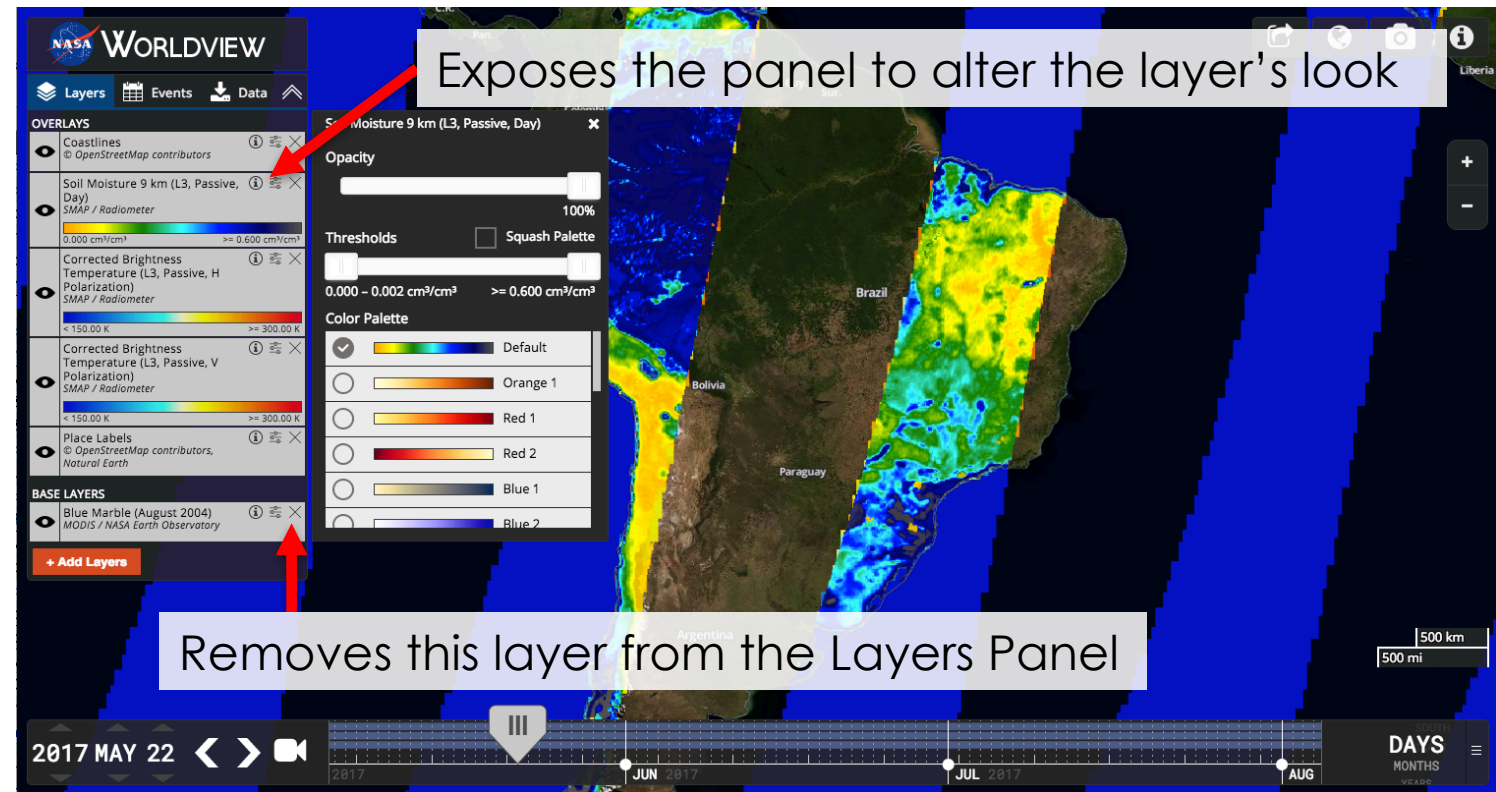 C.R.
Pan.
NASA WORLDVIEW
Exposes the panel to alter the layer's look
Liberia
Layers Events Data
OVERLAYS
Coastlines
© OpenStreetMap contributors
Soil Moisture 9 km (L3, Passive,
Day)
SMAP / Radiometer
0.000 cm³/cm³ >= 0.600 cm³/cm³
Corrected Brightness
Temperature (L3, Passive, H
Polarization)
SMAP / Radiometer
< 150.00 K >= 300.00 K
Corrected Brightness
Temperature (L3, Passive, V
Polarization)
SMAP / Radiometer
< 150.00 K >= 300.00 K
Place Labels
© OpenStreetMap contributors,
Natural Earth
BASE LAYERS
Blue Marble (August 2004)
MODIS / NASA Earth Observatory
+ Add Layers
Moisture 9 km (L3, Passive, Day)
Opacity
100%
Thresholds Squash Palette
0.000 – 0.002 cm³/cm³ >= 0.600 cm³/cm³
Color Palette
Default
Orange 1
Red 1
Red 2
Blue 1
Blue 2
Brazil
Bolivia
Paraguay
Argentina
+
-
Removes this layer from the Layers Panel
500 km
500 mi
2017 MAY 22
2017
JUN 2017
JUL 2017
AUG
DAYS
MONTHS
YEARS